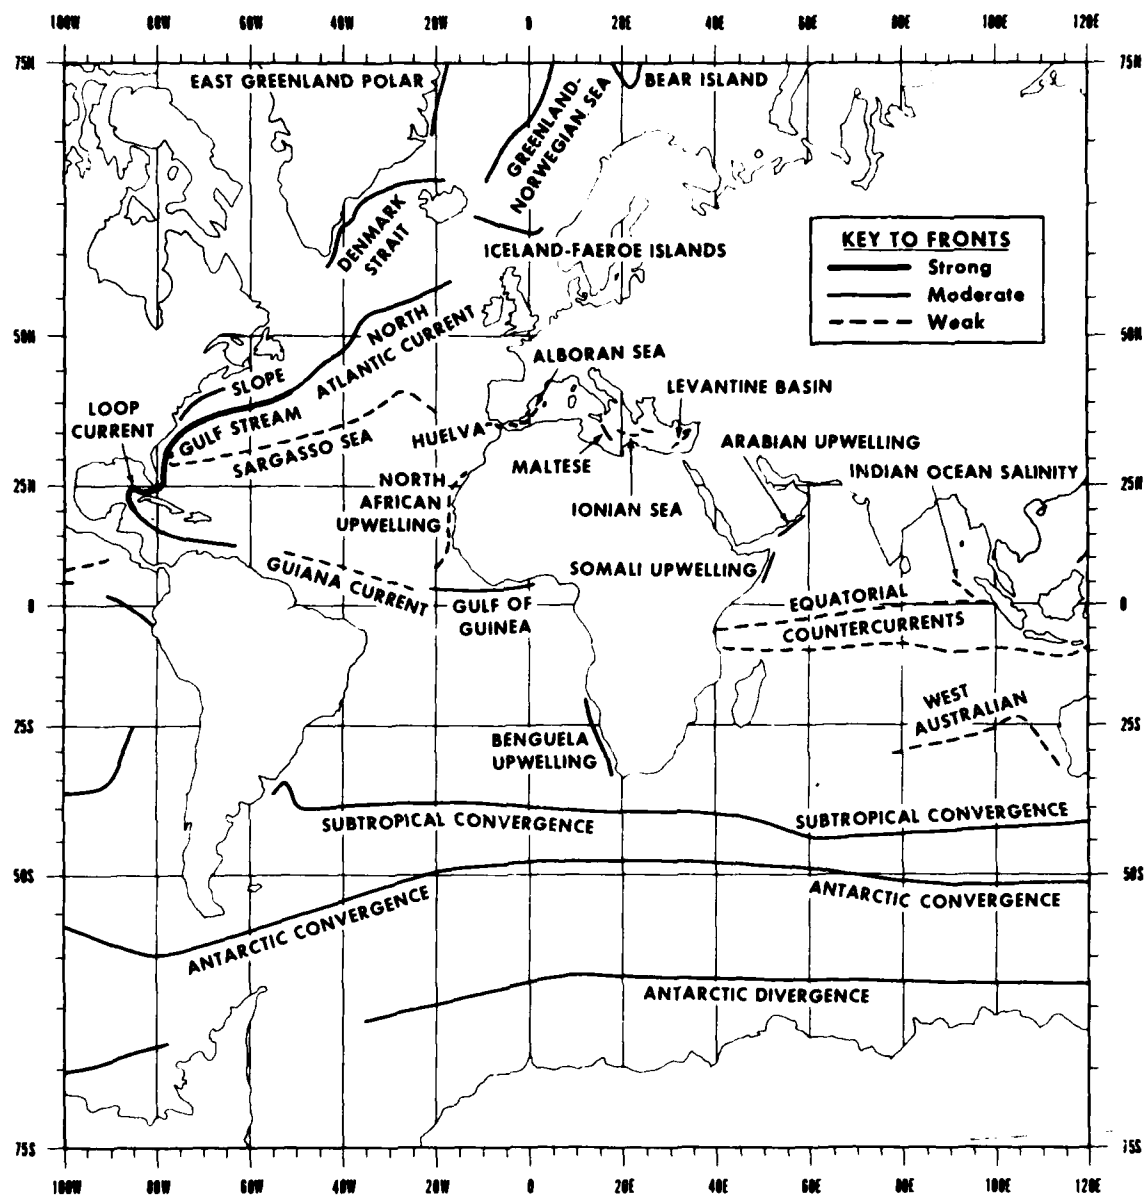 100W 80W 60W 40W 20W 0 20E 40E 60E 80E 100E 120E
75N
75N
EAST GREENLAND POLAR
BEAR ISLAND
GREENLAND-
NORWEGIAN SEA
DENMARK
STRAIT
ICELAND-FAEROE ISLANDS
KEY TO FRONTS
Strong
Moderate
Weak
50N
50N
NORTH
ATLANTIC CURRENT
ALBORAN SEA
SLOPE
LEVANTINE BASIN
LOOP
CURRENT
GULF STREAM
SARGASSO SEA
HUELVA
MALTESE
ARABIAN UPWELLING
INDIAN OCEAN SALINITY
25N
25N
NORTH
AFRICAN
UPWELLING
IONIAN SEA
SOMALI UPWELLING
GUIANA CURRENT
GULF OF
GUINEA
EQUATORIAL
COUNTERCURRENTS
0
0
WEST
AUSTRALIAN
25S
25S
BENGUELA
UPWELLING
SUBTROPICAL CONVERGENCE
SUBTROPICAL CONVERGENCE
50S
50S
ANTARCTIC CONVERGENCE
ANTARCTIC CONVERGENCE
ANTARCTIC DIVERGENCE
75S
75S
100W 80W 60W 40W 20W 0 20E 40E 60E 80E 100E 120E